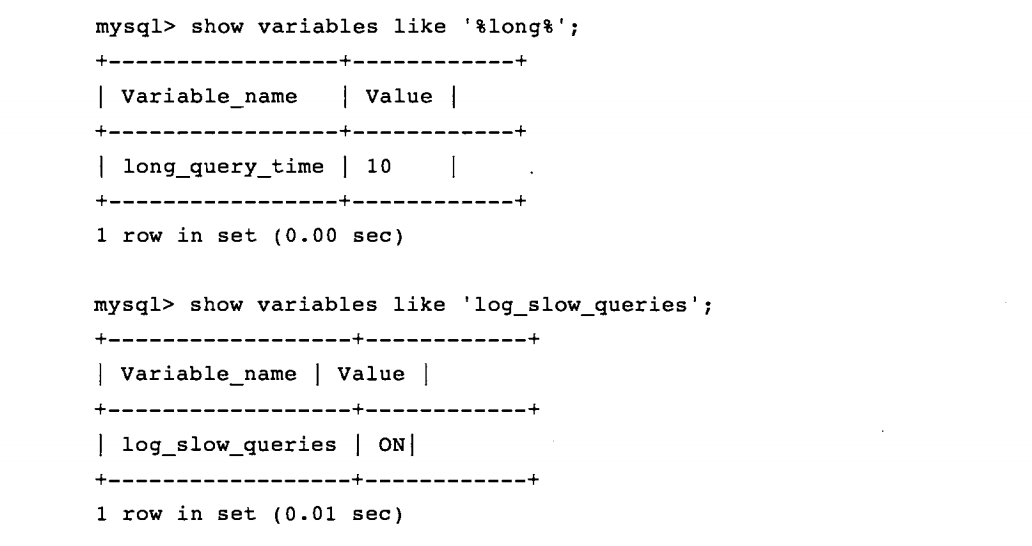 mysql> show variables like '%long%';
+-----------------+------------+
| Variable_name   | Value |
+-----------------+------------+
| long_query_time | 10    |
+-----------------+------------+
1 row in set (0.00 sec)
mysql> show variables like 'log_slow_queries';
+------------------+------------+
| Variable_name | Value |
+------------------+------------+
| log_slow_queries | ON|
+------------------+------------+
1 row in set (0.01 sec)